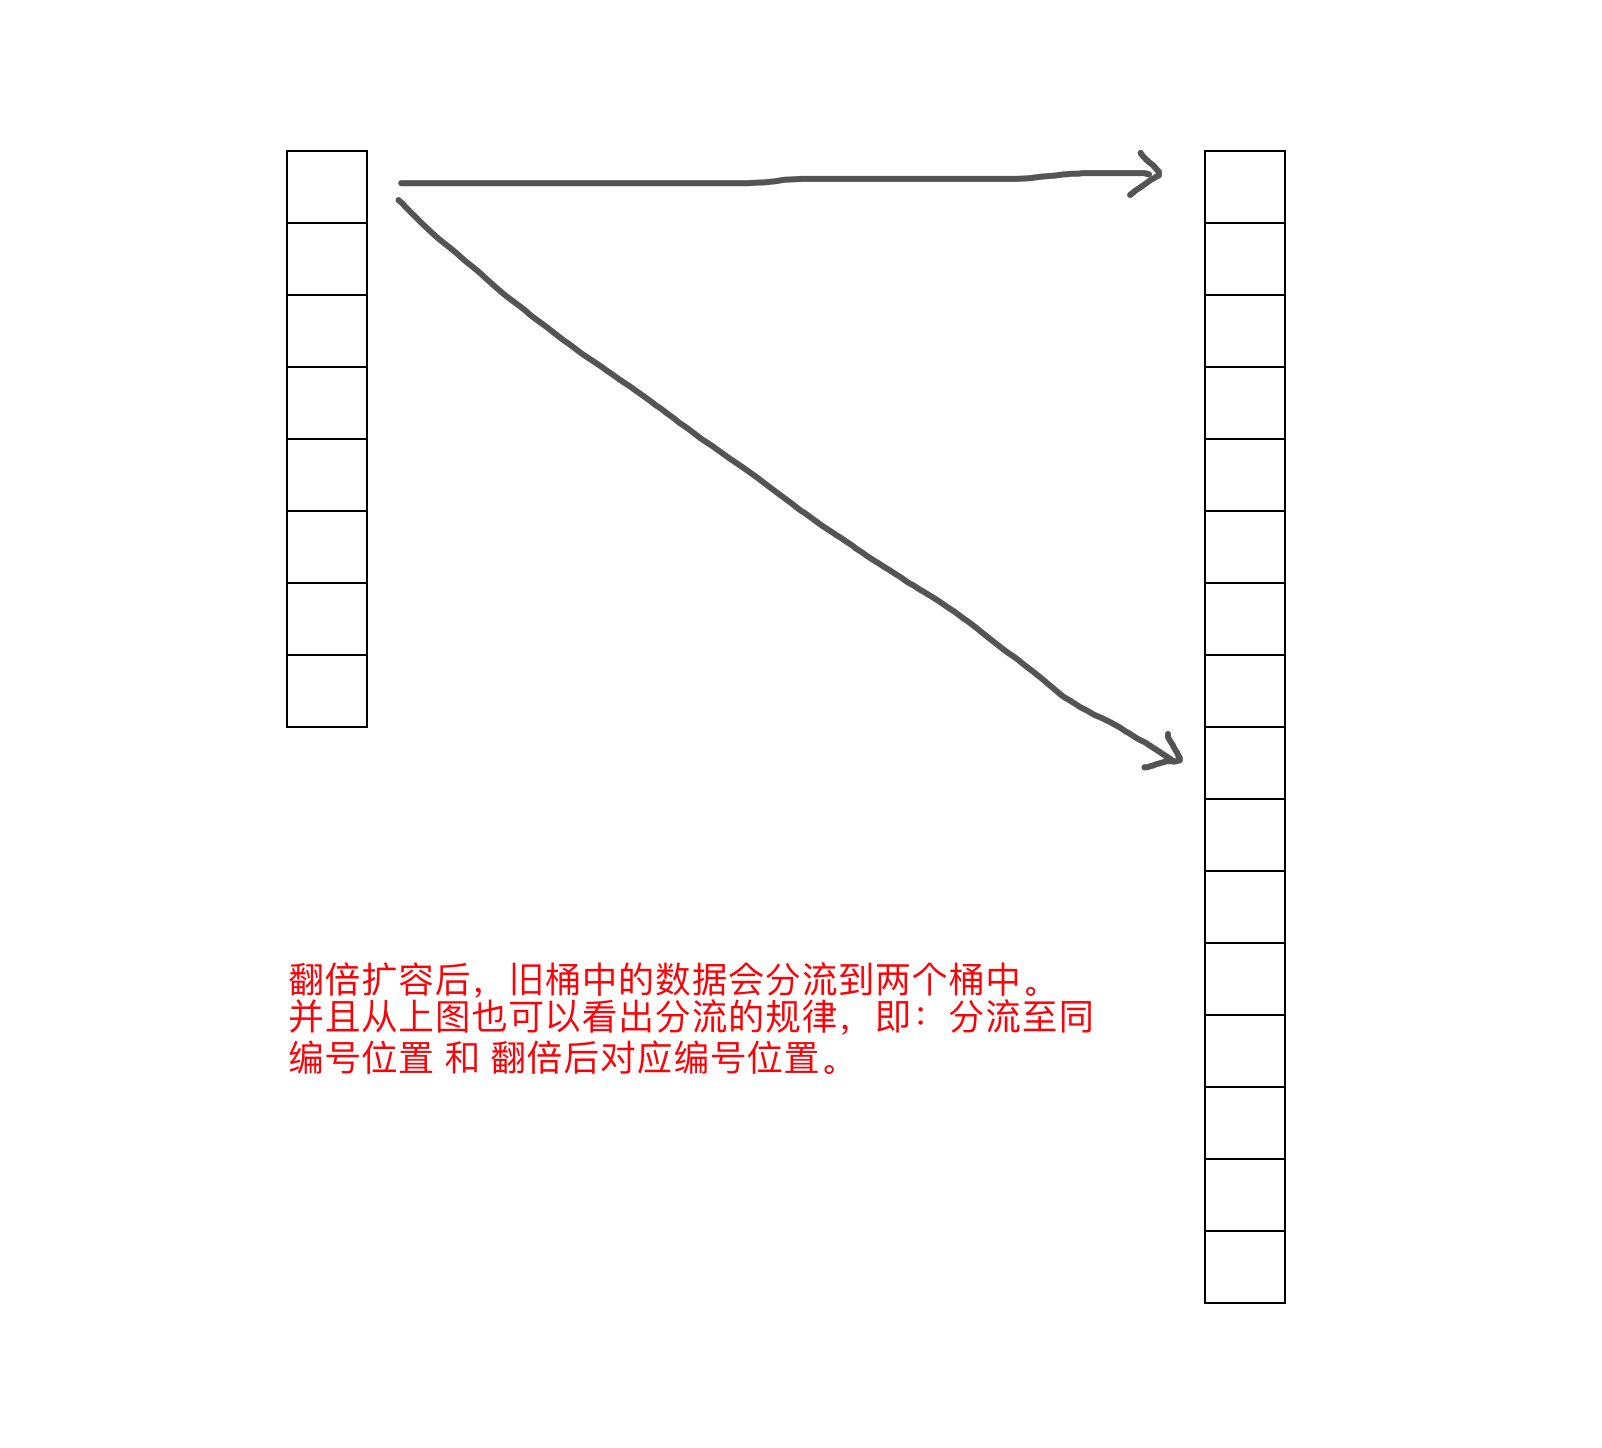 翻倍扩容后，旧桶中的数据会分流到两个桶中。
并且从上图也可以看出分流的规律，即：分流至同
编号位置 和 翻倍后对应编号位置。